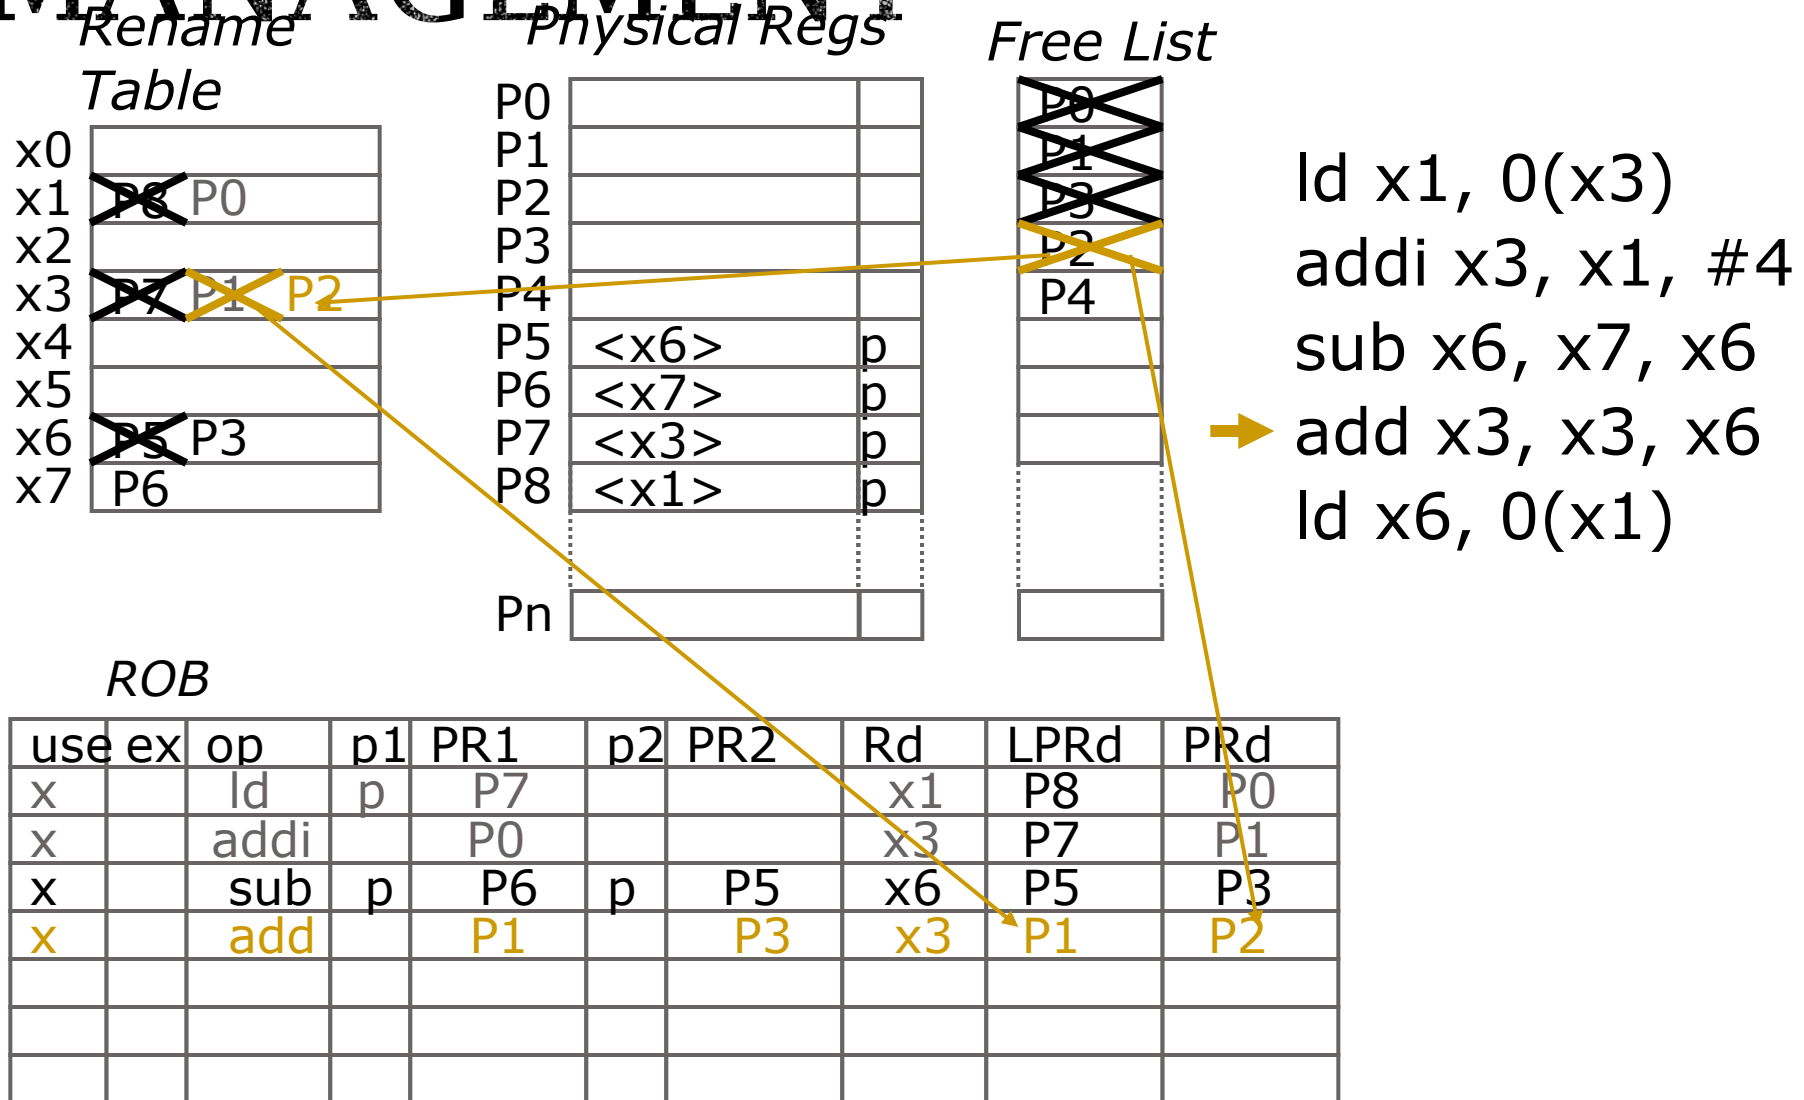 MANAGEMENT
Rename
Table
Physical Regs
Free List
x0
x1 P8 P0
x2
x3 P7 P1 P2
x4
x5
x6 P5 P3
x7 P6
P0
P1
P2
P3
P4
P5 <x6> p
P6 <x7> p
P7 <x3> p
P8 <x1> p
Pn
P0
P1
P3
P2
P4
ld x1, 0(x3)
addi x3, x1, #4
sub x6, x7, x6
add x3, x3, x6
ld x6, 0(x1)
ROB
use ex op p1 PR1 p2 PR2 Rd LPRd PRd
x ld p P7 x1 P8 P0
x addi P0 x3 P7 P1
x sub p P6 p P5 x6 P5 P3
x add P1 P3 x3 P1 P2